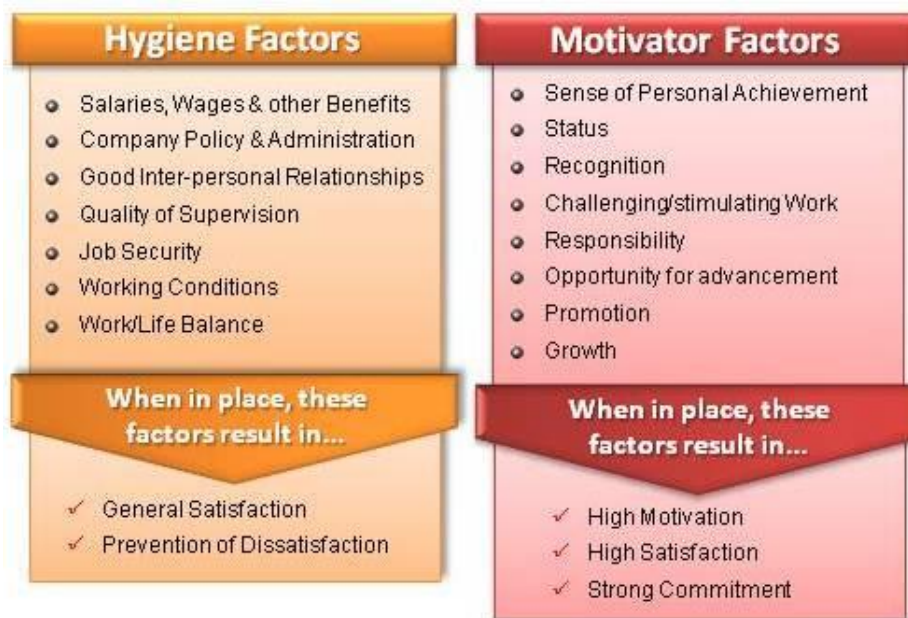 Hygiene Factors
Salaries, Wages & other Benefits
Company Policy & Administration
Good Inter-personal Relationships
Quality of Supervision
Job Security
Working Conditions
Work/Life Balance
When in place, these
factors result in...
General Satisfaction
Prevention of Dissatisfaction
Motivator Factors
Sense of Personal Achievement
Status
Recognition
Challenging/stimulating Work
Responsibility
Opportunity for advancement
Promotion
Growth
When in place, these
factors result in...
High Motivation
High Satisfaction
Strong Commitment